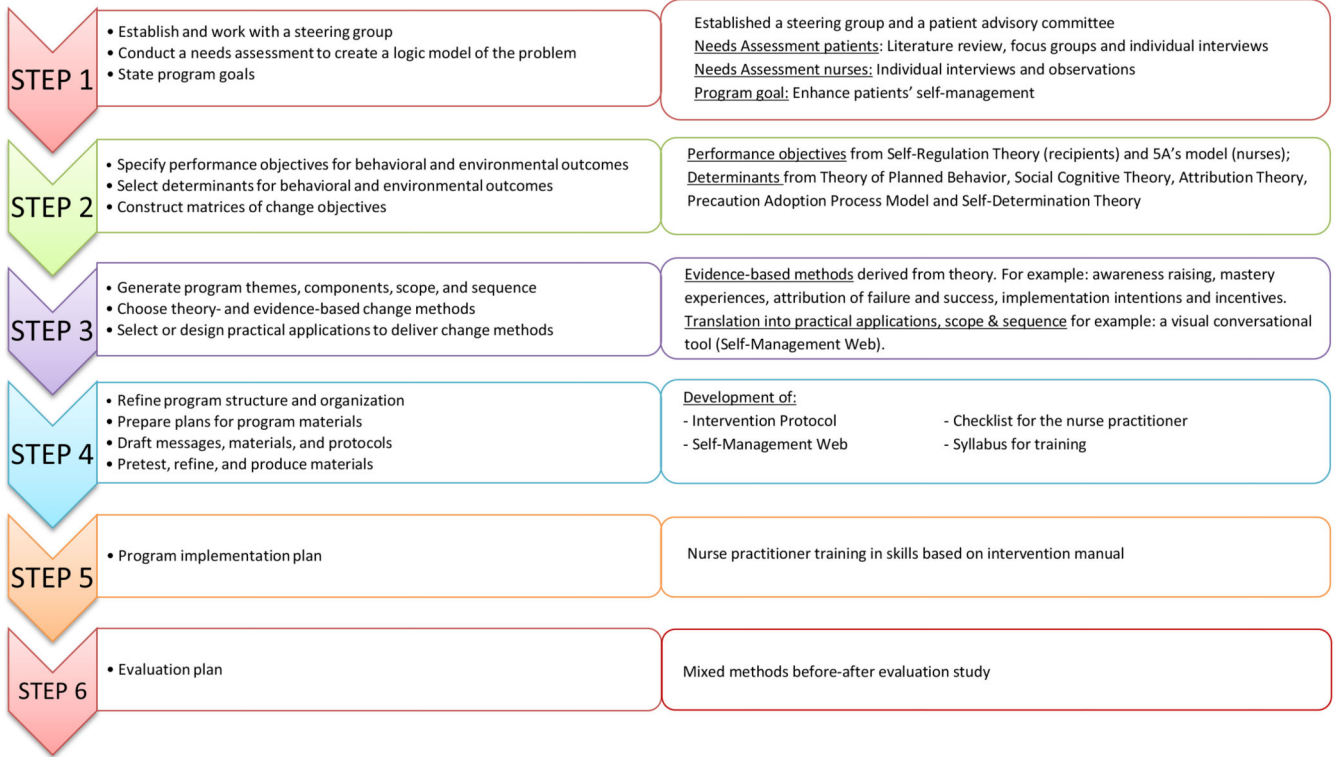 STEP 1
• Establish and work with a steering group
• Conduct a needs assessment to create a logic model of the problem
• State program goals
Established a steering group and a patient advisory committee
Needs Assessment patients: Literature review, focus groups and individual interviews
Needs Assessment nurses: Individual interviews and observations
Program goal: Enhance patients’ self-management
STEP 2
• Specify performance objectives for behavioral and environmental outcomes
• Select determinants for behavioral and environmental outcomes
• Construct matrices of change objectives
Performance objectives from Self-Regulation Theory (recipients) and 5A’s model (nurses);
Determinants from Theory of Planned Behavior, Social Cognitive Theory, Attribution Theory,
Precaution Adoption Process Model and Self-Determination Theory
STEP 3
• Generate program themes, components, scope, and sequence
• Choose theory- and evidence-based change methods
• Select or design practical applications to deliver change methods
Evidence-based methods derived from theory. For example: awareness raising, mastery
experiences, attribution of failure and success, implementation intentions and incentives.
Translation into practical applications, scope & sequence for example: a visual conversational
tool (Self-Management Web).
STEP 4
• Refine program structure and organization
• Prepare plans for program materials
• Draft messages, materials, and protocols
• Pretest, refine, and produce materials
Development of:
- Intervention Protocol
- Self-Management Web
- Checklist for the nurse practitioner
- Syllabus for training
STEP 5
• Program implementation plan
Nurse practitioner training in skills based on intervention manual
STEP 6
• Evaluation plan
Mixed methods before-after evaluation study